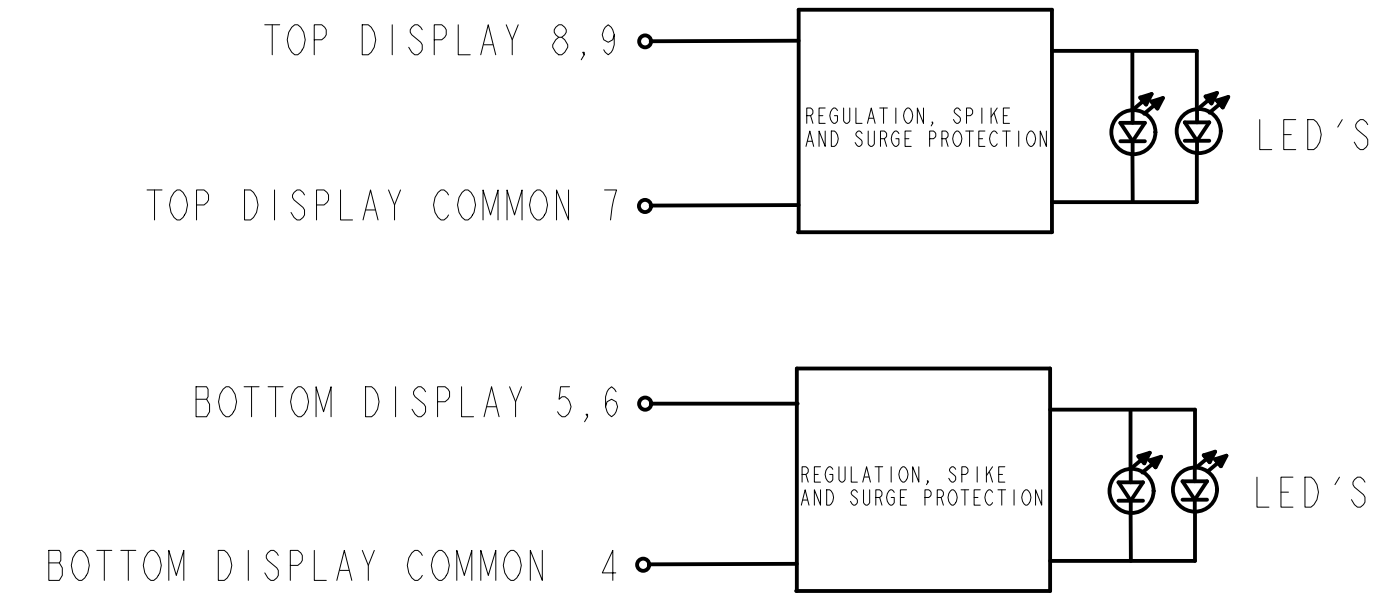 TOP DISPLAY 8,9
REGULATION, SPIKE
AND SURGE PROTECTION
LED'S
TOP DISPLAY COMMON 7
BOTTOM DISPLAY 5,6
REGULATION, SPIKE
AND SURGE PROTECTION
LED'S
BOTTOM DISPLAY COMMON 4